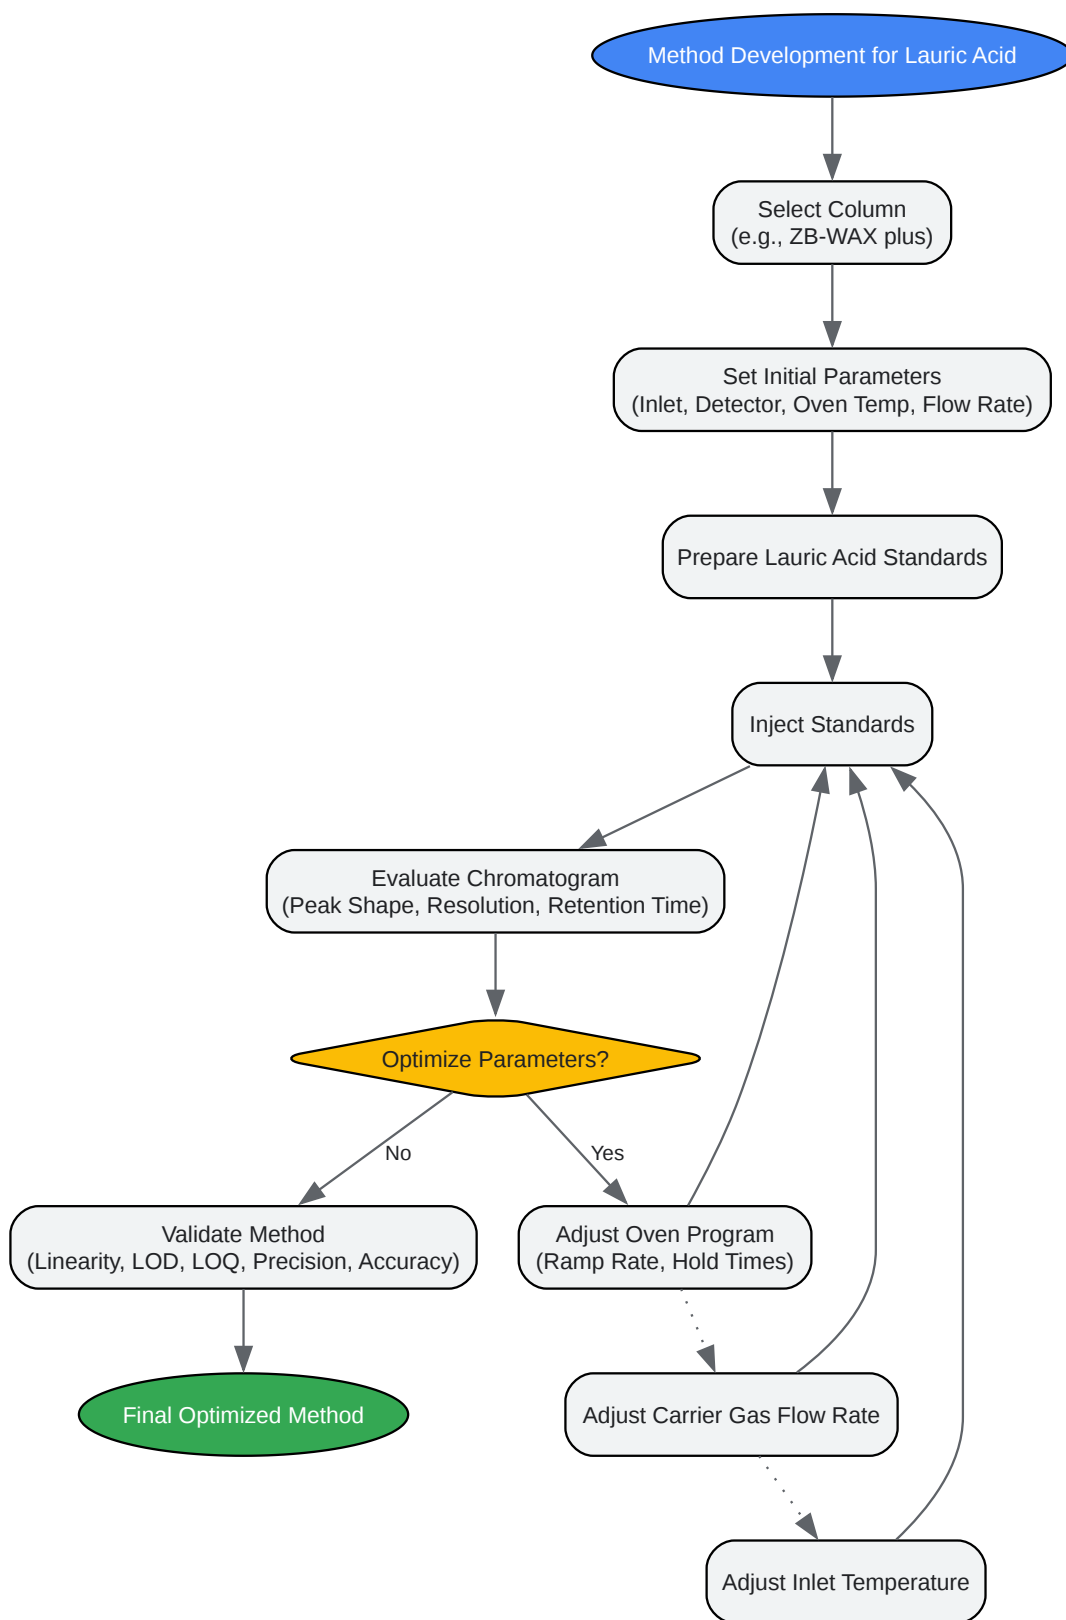 Method Development for Lauric Acid
Select Column
(e.g., ZB-WAX plus)
Set Initial Parameters
(Inlet, Detector, Oven Temp, Flow Rate)
Prepare Lauric Acid Standards
Inject Standards
Evaluate Chromatogram
(Peak Shape, Resolution, Retention Time)
Optimize Parameters?
No
Yes
Validate Method
(Linearity, LOD, LOQ, Precision, Accuracy)
Adjust Oven Program
(Ramp Rate, Hold Times)
Final Optimized Method
Adjust Carrier Gas Flow Rate
Adjust Inlet Temperature